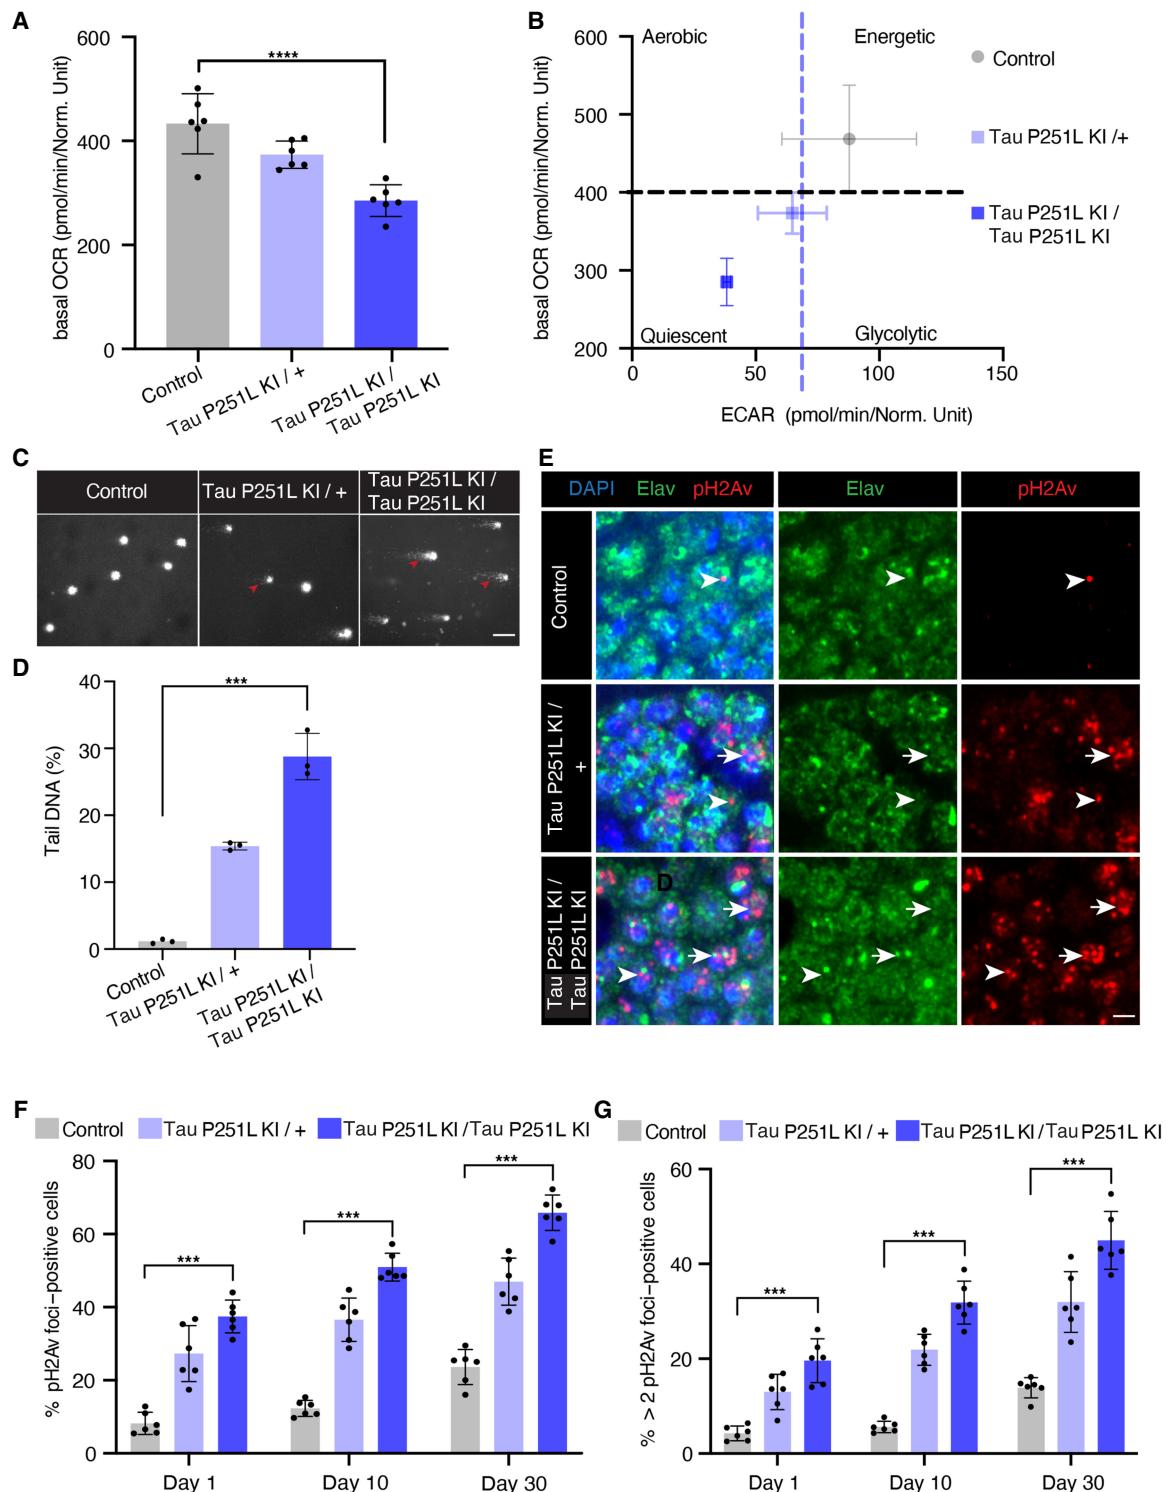 A
600
400
200
0
basal OCR (pmol/min/Norm. Unit)
****
Control
Tau P251L KI / +
Tau P251L KI /
Tau P251L KI
B
600
500
400
300
200
basal OCR (pmol/min/Norm. Unit)
Aerobic
Energetic
Quiescent
Glycolytic
0
50
100
150
ECAR (pmol/min/Norm. Unit)
Control
Tau P251L KI /+
Tau P251L KI /
Tau P251L KI
C
Control
Tau P251L KI / +
Tau P251L KI /
Tau P251L KI
D
40
30
20
10
0
Tail DNA (%)
***
Control
Tau P251L KI / +
Tau P251L KI /
Tau P251L KI
E
DAPI Elav pH2Av
Elav
pH2Av
Control
Tau P251L KI /
+
Tau P251L KI /
Tau P251L KI
D
F
Control
Tau P251L KI / +
Tau P251L KI /Tau P251L KI
80
60
40
20
0
% pH2Av foci-positive cells
***
***
***
Day 1
Day 10
Day 30
G
Control
Tau P251L KI / +
Tau P251L KI/Tau P251L KI
60
40
20
0
% > 2 pH2Av foci-positive cells
***
***
***
Day 1
Day 10
Day 30